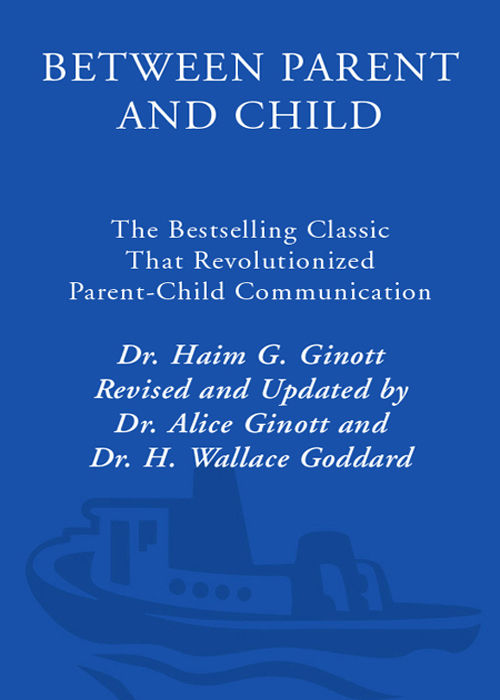 BETWEEN PARENT
AND CHILD
The Bestselling Classic
That Revolutionized
Parent-Child Communication
Dr. Haim G. Ginott
Revised and Updated by
Dr. Alice Ginott and
Dr. H. Wallace Goddard